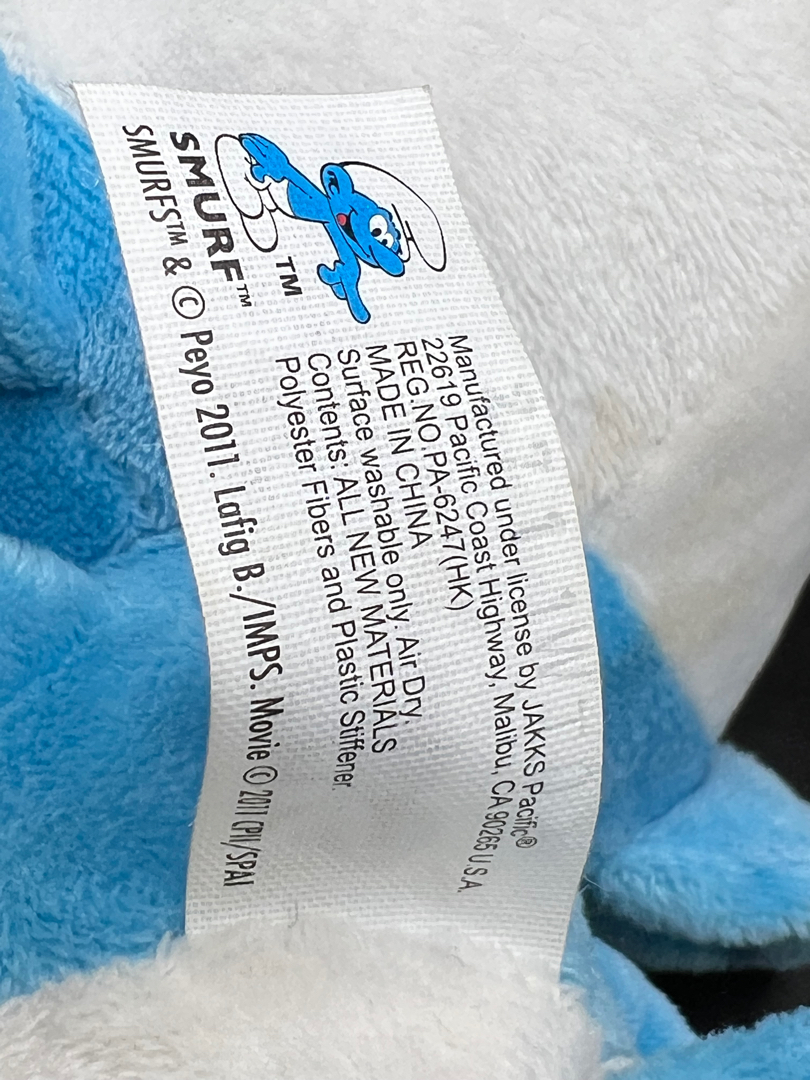 TM
SMURF™
Manufactured under license by JAKKS Pacific®
22619 Pacific Coast Highway, Malibu, CA 90265 U.S.A.
REG.NO.PA-6247(HK)
MADE IN CHINA
Surface washable only. Air Dry.
Contents: ALL NEW MATERIALS
Polyester Fibers and Plastic Stiffener.
SMURFS™ & © Peyo 2011. Lafig B./IMPS. Movie © 2011 CPII/SPAI